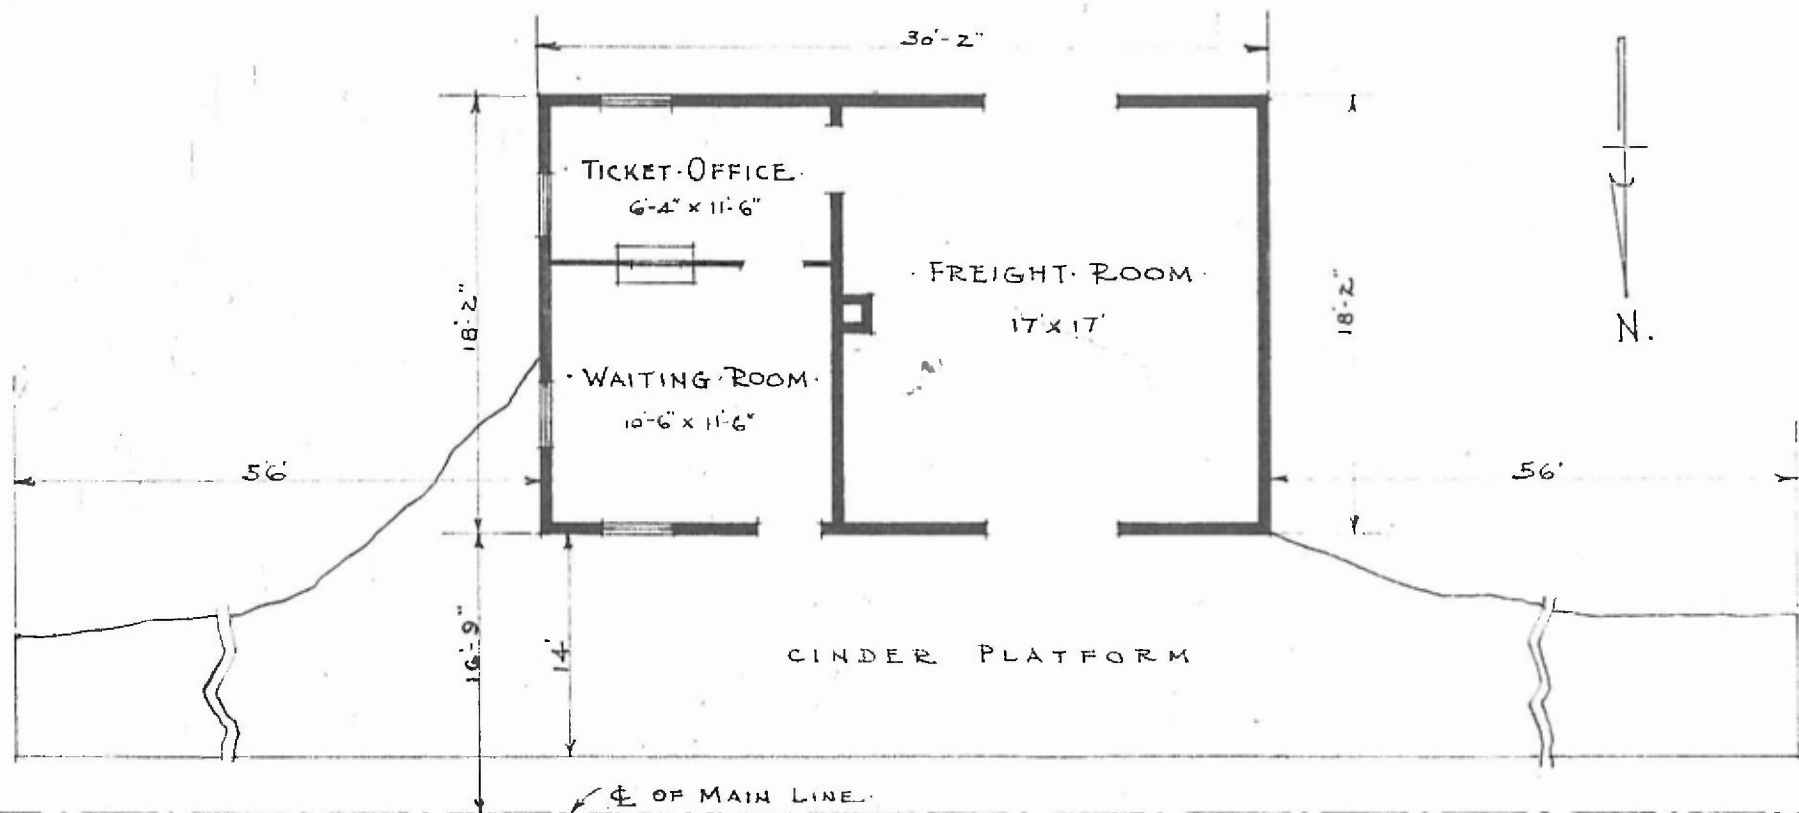 30'-2"
TICKET·OFFICE·
6'-4" x 11'-6"
·FREIGHT·ROOM·
17' x 17'
18'-2"
18'-2"
N.
·WAITING·ROOM·
10'-6" x 11'-6"
56'
56'
16'-9"
14'
CINDER PLATFORM
℄ OF MAIN LINE·